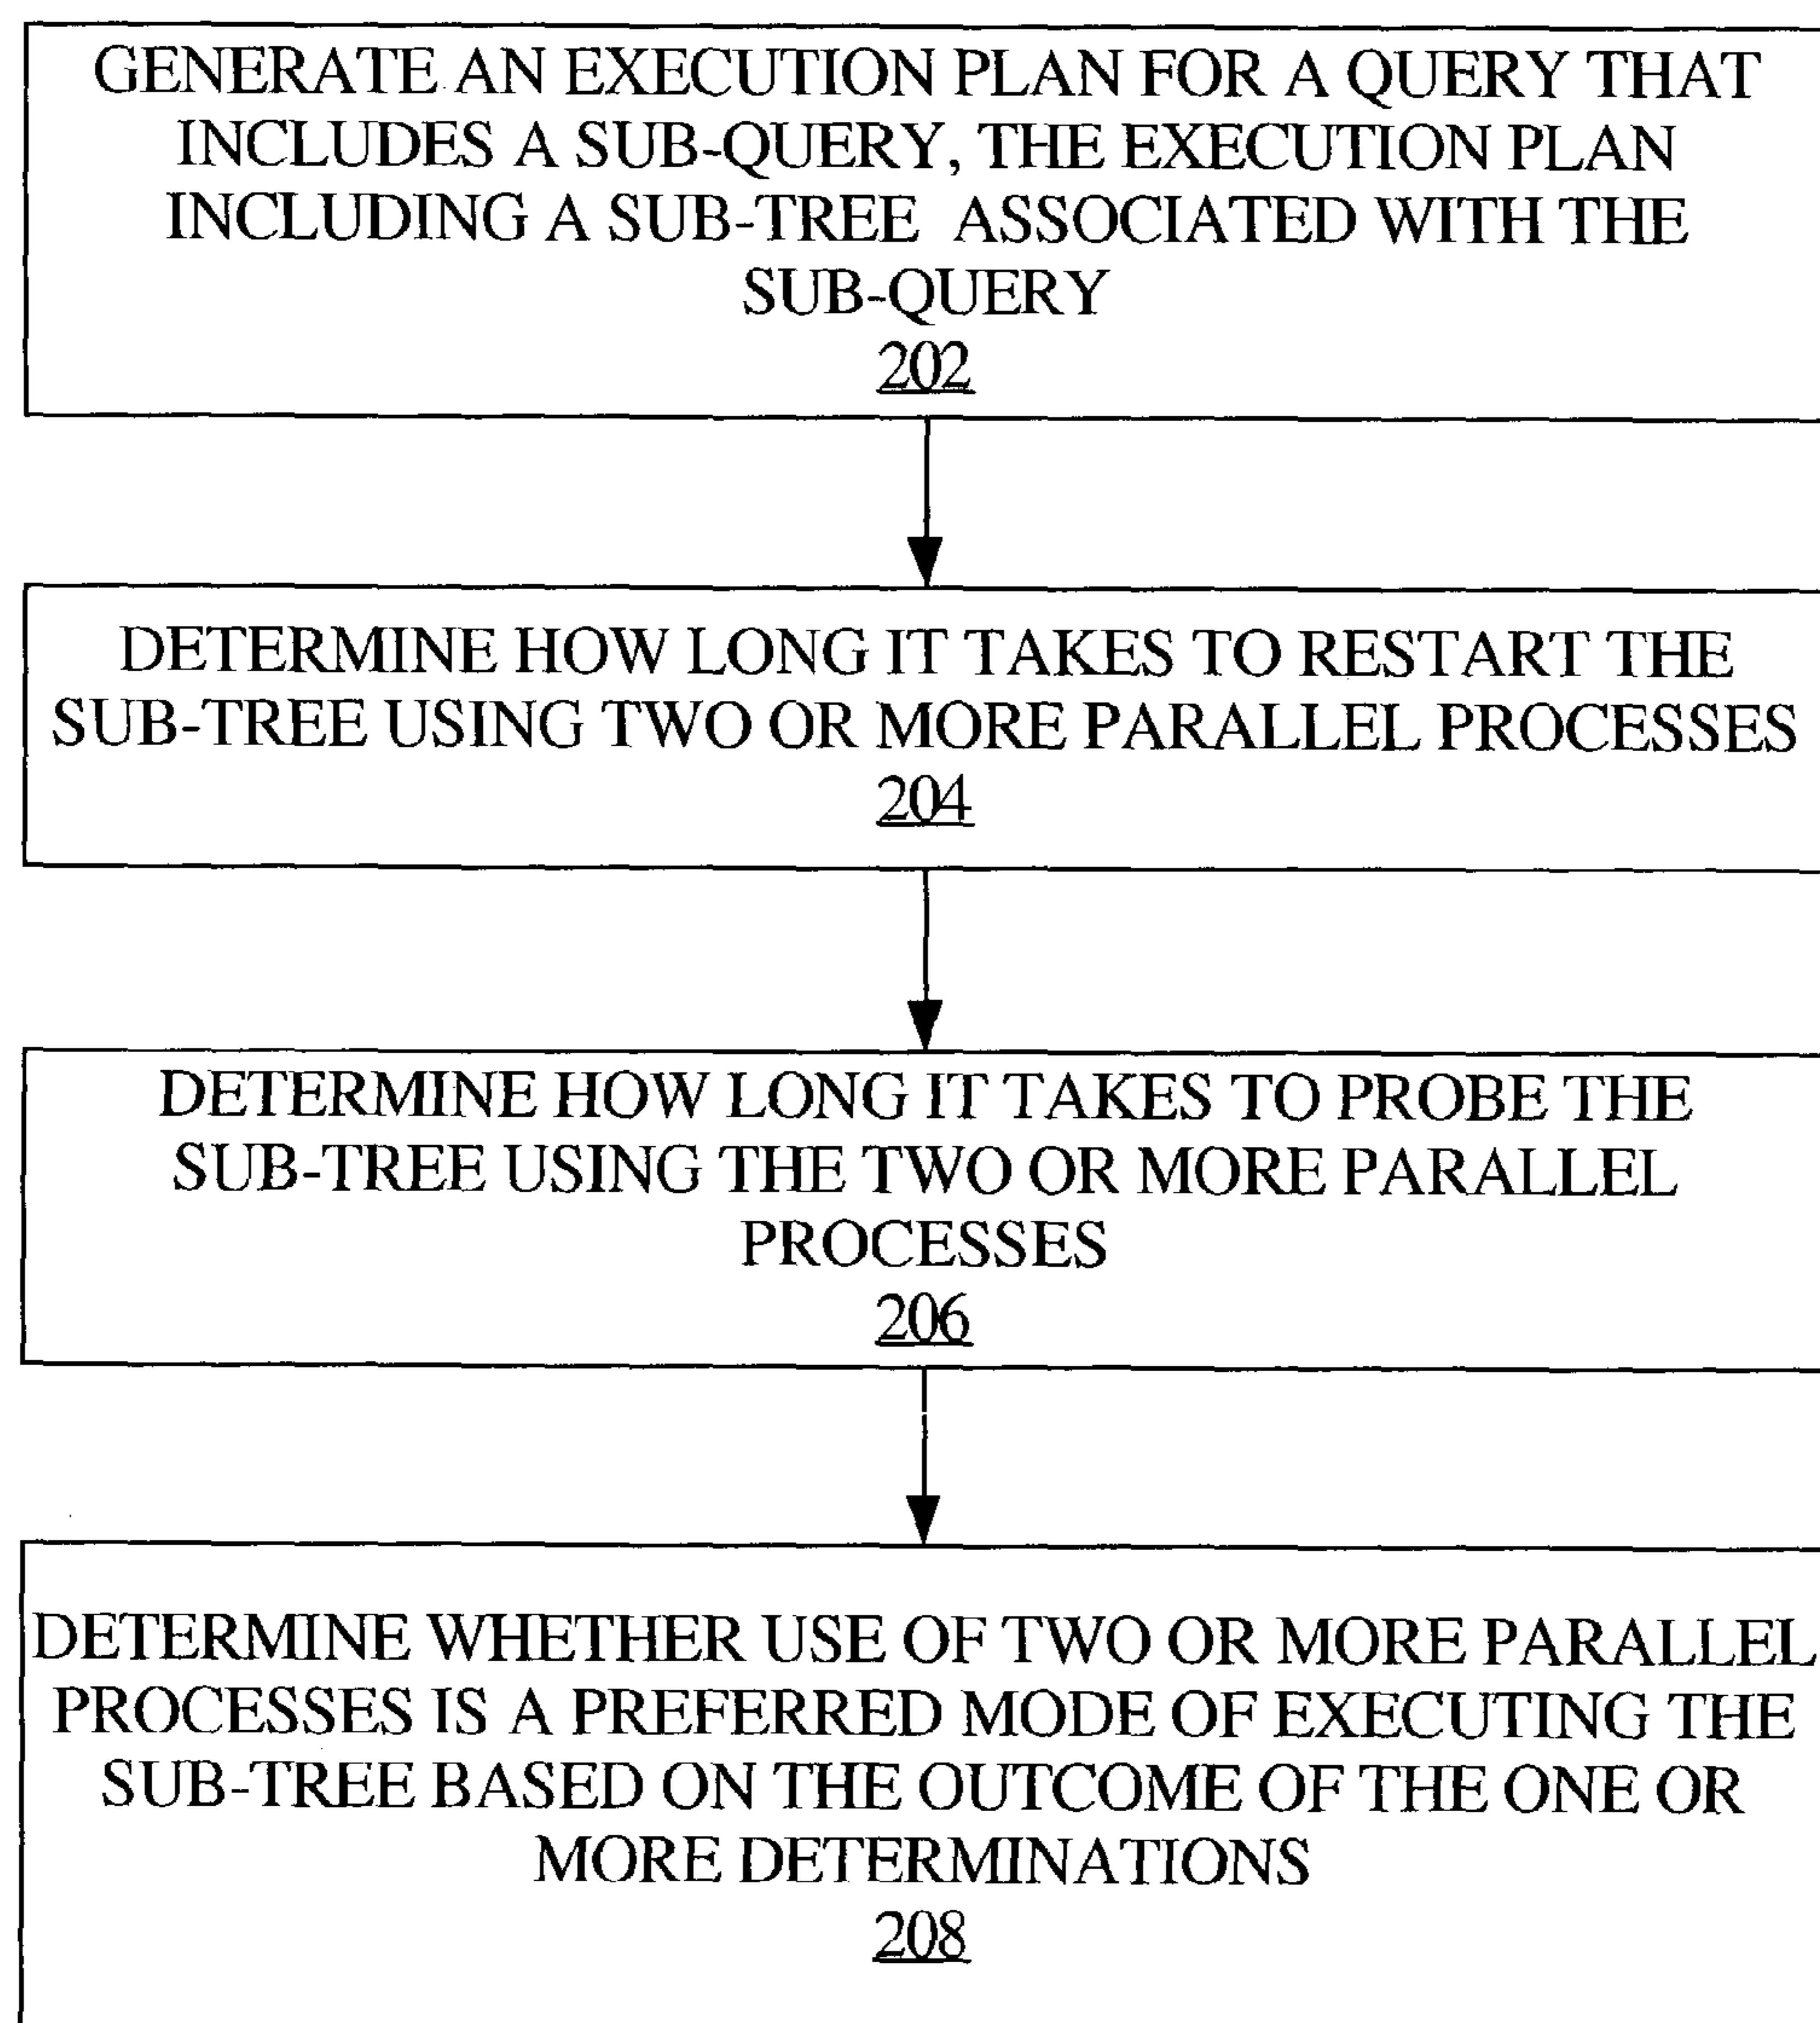 GENERATE AN EXECUTION PLAN FOR A QUERY THAT
INCLUDES A SUB-QUERY, THE EXECUTION PLAN
INCLUDING A SUB-TREE ASSOCIATED WITH THE
SUB-QUERY
202
DETERMINE HOW LONG IT TAKES TO RESTART THE
SUB-TREE USING TWO OR MORE PARALLEL PROCESSES
204
DETERMINE HOW LONG IT TAKES TO PROBE THE
SUB-TREE USING THE TWO OR MORE PARALLEL
PROCESSES
206
DETERMINE WHETHER USE OF TWO OR MORE PARALLEL
PROCESSES IS A PREFERRED MODE OF EXECUTING THE
SUB-TREE BASED ON THE OUTCOME OF THE ONE OR
MORE DETERMINATIONS
208